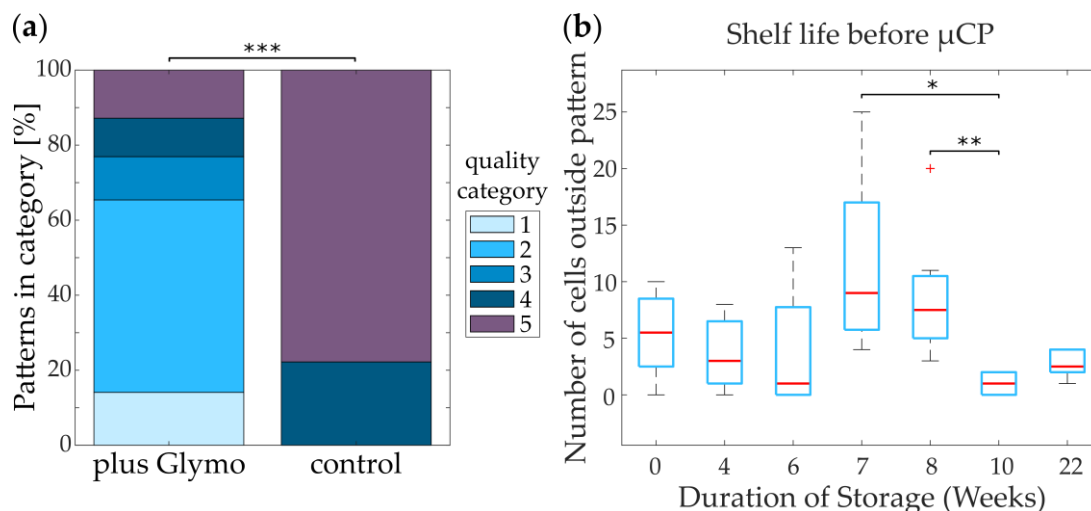 (a)
***
Patterns in category [%]
100
80
60
40
20
0
plus Glymo
control
quality
category
1
2
3
4
5
(b)
Shelf life before µCP
Number of cells outside pattern
25
20
15
10
5
0
*
**
0 4 6 7 8 10 22
Duration of Storage (Weeks)